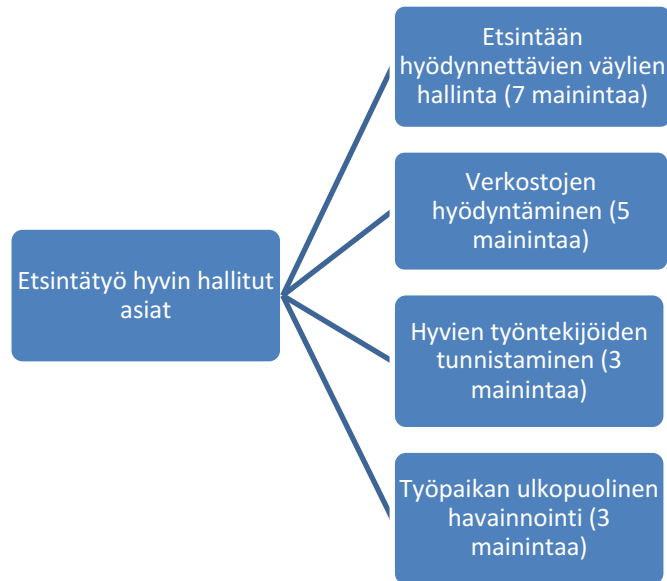 Etsintään
hyödynnettävien väylien
hallinta (7 mainintaa)
Verkostojen
hyödyntäminen (5
mainintaa)
Etsintätyö hyvin hallitut
asiat
Hyvien työntekijöiden
tunnistaminen (3
mainintaa)
Työpaikan ulkopuolinen
havainnointi (3
mainintaa)